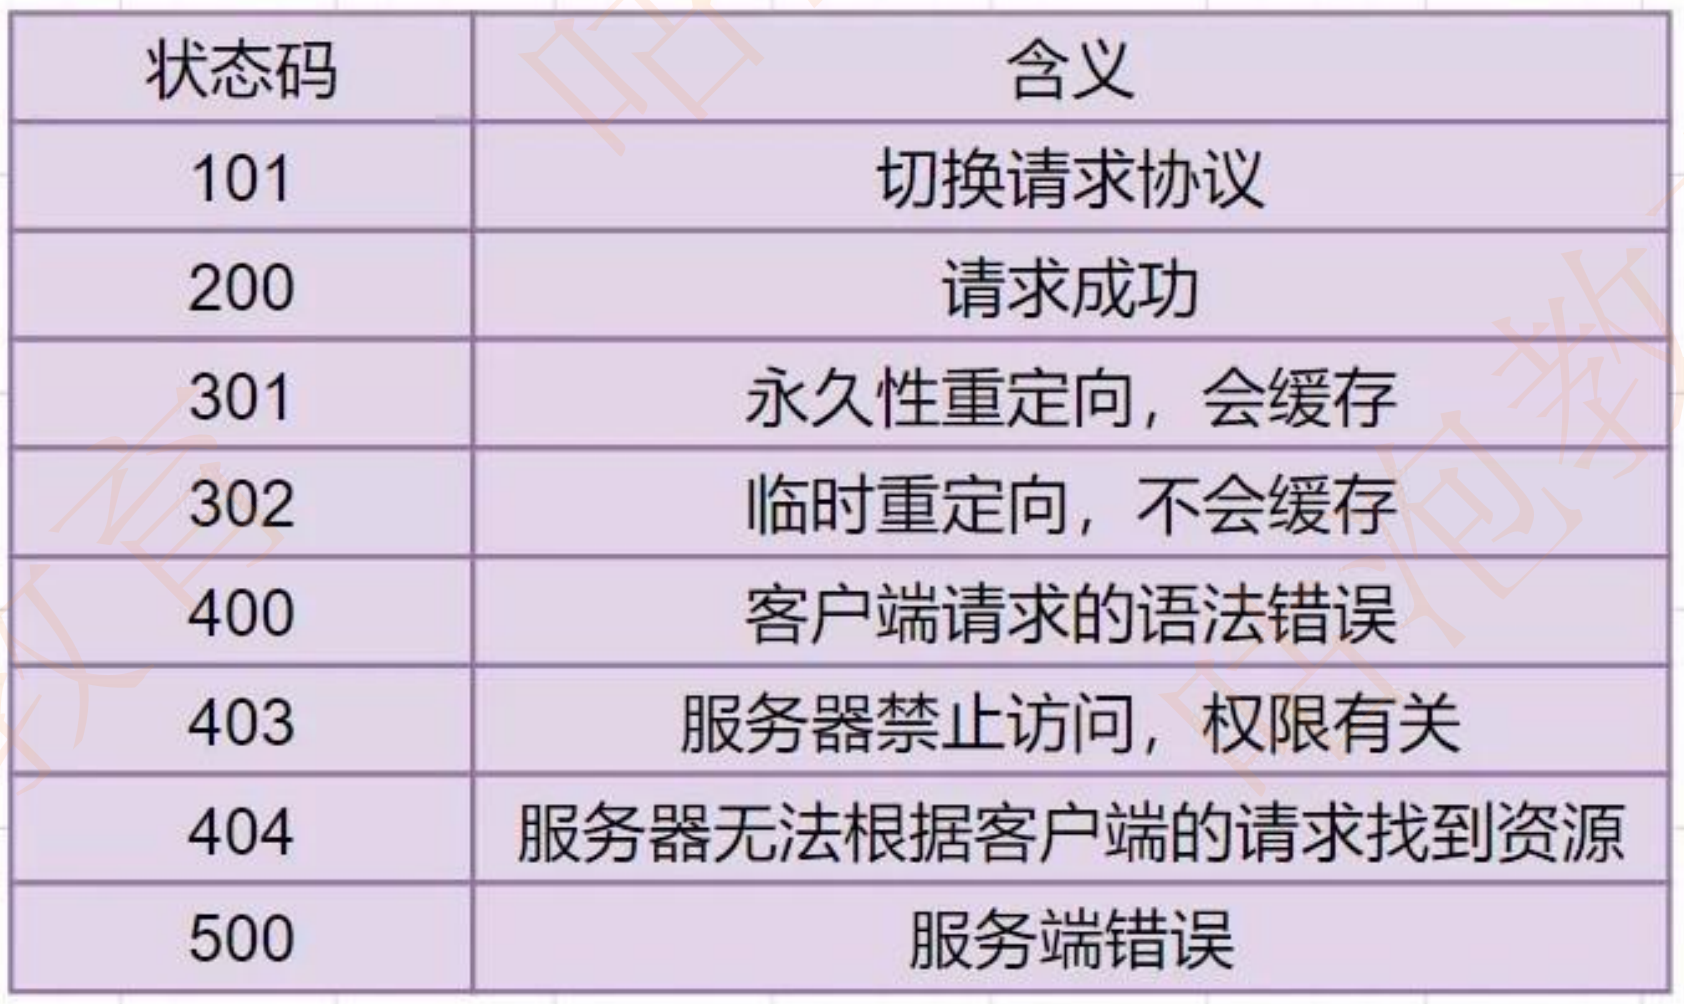 状态码 含义
101 切换请求协议
200 请求成功
301 永久性重定向，会缓存
302 临时重定向，不会缓存
400 客户端请求的语法错误
403 服务器禁止访问，权限有关
404 服务器无法根据客户端的请求找到资源
500 服务端错误